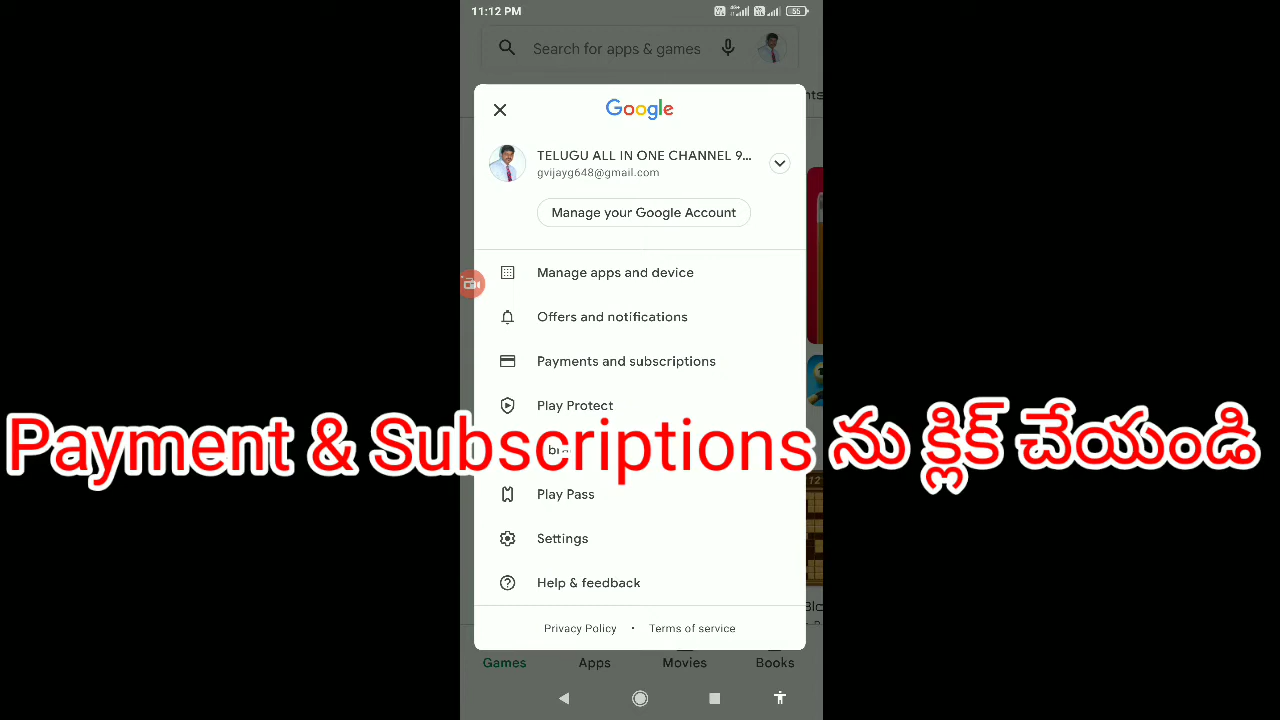 11:12 PM
55
Search for apps & games
Google
TELUGU ALL IN ONE CHANNEL 9...
gvijayg648@gmail.com
Manage your Google Account
Manage apps and device
Offers and notifications
Payments and subscriptions
Play Protect
Payment & Subscriptions ను క్లిక్ చేయండి
Play Pass
Settings
Help & feedback
Privacy Policy • Terms of service
Games Apps Movies Books